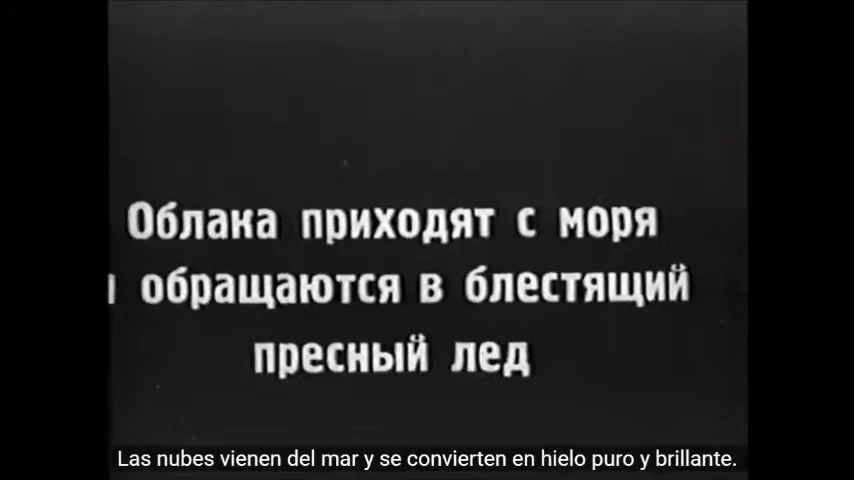 Облака приходят с моря
обращаются в блестящий
пресный лед
Las nubes vienen del mar y se convierten en hielo puro y brillante.